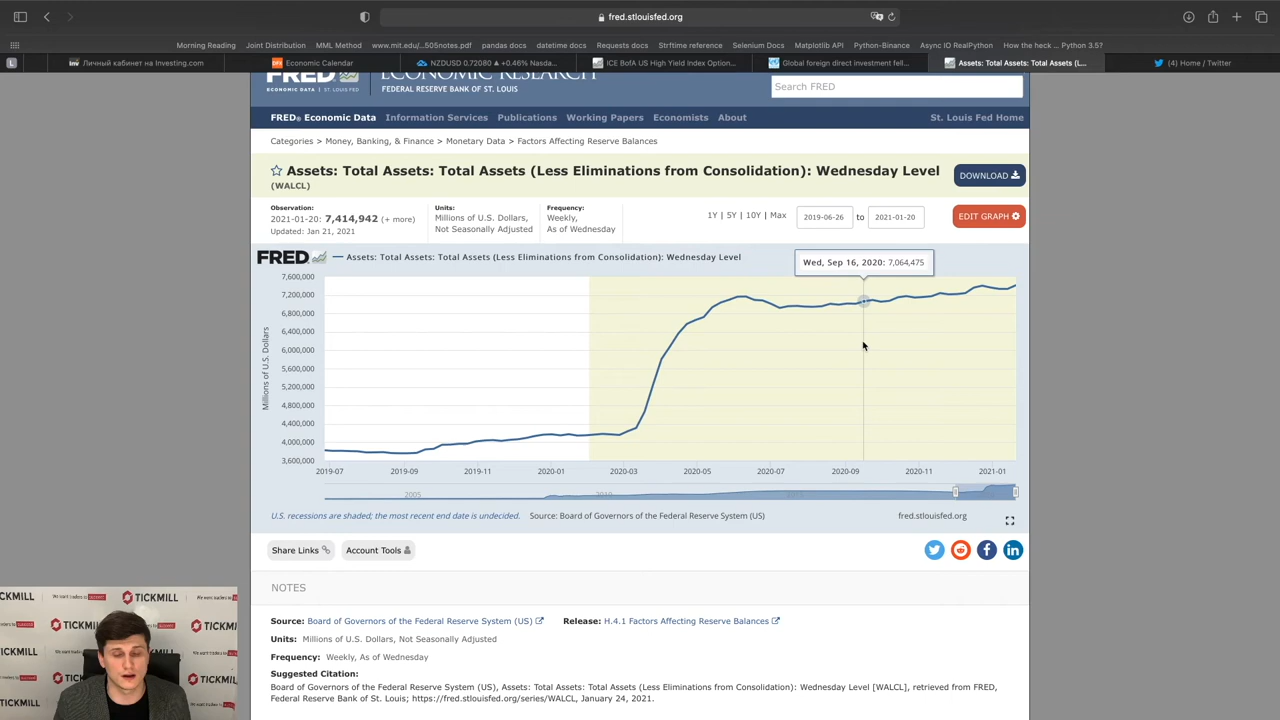 fred.stlouisfed.org
Morning Reading Joint Distribution MML Method www.mit.edu/...505notes.pdf pandas docs datetime docs Requests docs Strftime reference Selenium Docs Matplotlib API Python-Binance Async IO RealPython How the heck ... Python 3.5?
L Inv Личный кабинет на Investing.com DFX Economic Calendar NZDUSD 0.72080 ▲+0.46% Nasda... ICE BofA US High Yield Index Option... Global foreign direct investment fell... Assets: Total Assets: Total Assets (L... (4) Home / Twitter
FRED ECONOMIC RESEARCH
ECONOMIC DATA | ST. LOUIS FED FEDERAL RESERVE BANK OF ST. LOUIS
Search FRED
FRED® Economic Data Information Services Publications Working Papers Economists About St. Louis Fed Home
Categories > Money, Banking, & Finance > Monetary Data > Factors Affecting Reserve Balances
Assets: Total Assets: Total Assets (Less Eliminations from Consolidation): Wednesday Level
(WALCL)
DOWNLOAD
Observation:
2021-01-20: 7,414,942 (+ more)
Updated: Jan 21, 2021
Units:
Millions of U.S. Dollars,
Not Seasonally Adjusted
Frequency:
Weekly,
As of Wednesday
1Y | 5Y | 10Y | Max 2019-06-26 to 2021-01-20
EDIT GRAPH
FRED Assets: Total Assets: Total Assets (Less Eliminations from Consolidation): Wednesday Level
Wed, Sep 16, 2020: 7,064,475
Millions of U.S. Dollars
7,600,000
7,200,000
6,800,000
6,400,000
6,000,000
5,600,000
5,200,000
4,800,000
4,400,000
4,000,000
3,600,000
2019-07 2019-09 2019-11 2020-01 2020-03 2020-05 2020-07 2020-09 2020-11 2021-01
2005 2010 2015
U.S. recessions are shaded; the most recent end date is undecided. Source: Board of Governors of the Federal Reserve System (US) fred.stlouisfed.org
Share Links Account Tools
NOTES
Source: Board of Governors of the Federal Reserve System (US) Release: H.4.1 Factors Affecting Reserve Balances
Units: Millions of U.S. Dollars, Not Seasonally Adjusted
Frequency: Weekly, As of Wednesday
Suggested Citation:
Board of Governors of the Federal Reserve System (US), Assets: Total Assets: Total Assets (Less Eliminations from Consolidation): Wednesday Level [WALCL], retrieved from FRED,
Federal Reserve Bank of St. Louis; https://fred.stlouisfed.org/series/WALCL, January 24, 2021.
TICKMILL